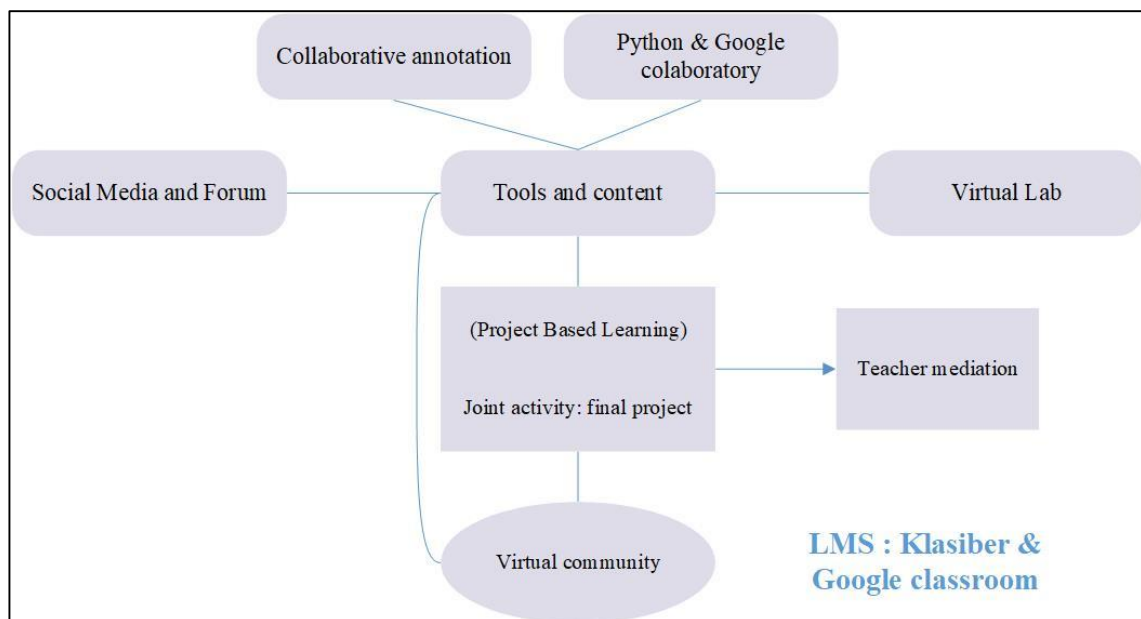 Collaborative annotation
Python & Google
colaboratory
Social Media and Forum
Tools and content
Virtual Lab
(Project Based Learning)
Joint activity: final project
Teacher mediation
Virtual community
LMS : Klasiber &
Google classroom